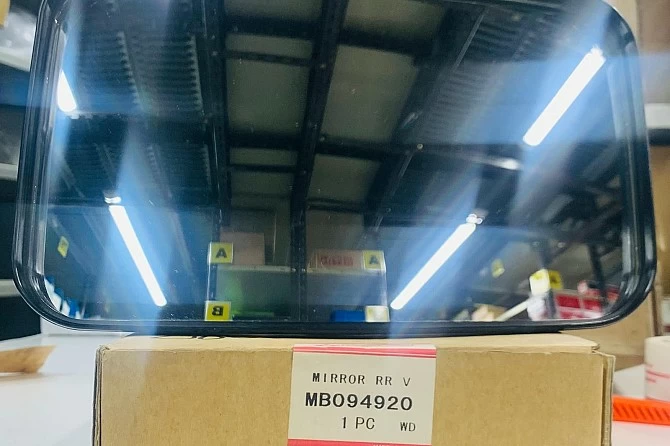 A
A
B
MIRROR RR V
MB094920
1 PC WD